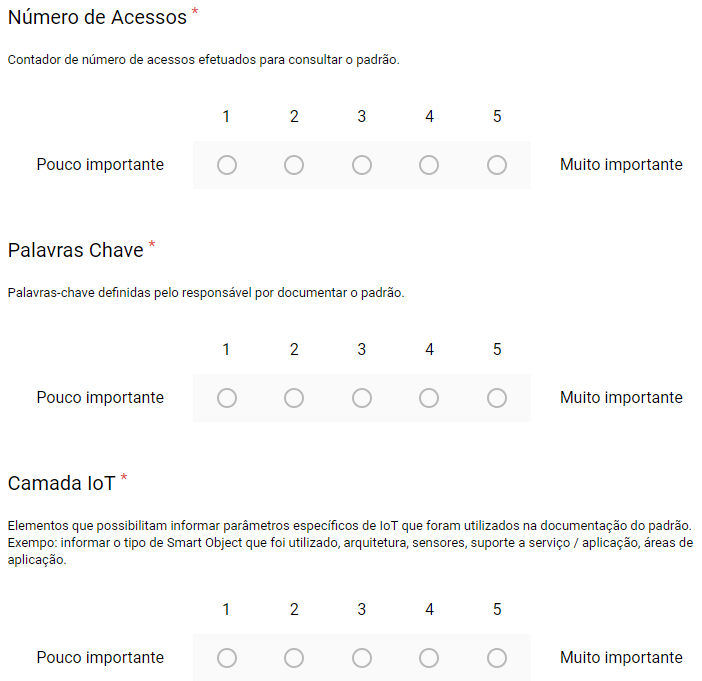 Número de Acessos *
Contador de número de acessos efetuados para consultar o padrão.
1 2 3 4 5
Pouco importante Muito importante
Palavras Chave *
Palavras-chave definidas pelo responsável por documentar o padrão.
1 2 3 4 5
Pouco importante Muito importante
Camada IoT *
Elementos que possibilitam informar parâmetros específicos de IoT que foram utilizados na documentação do padrão.
Exempo: informar o tipo de Smart Object que foi utilizado, arquitetura, sensores, suporte a serviço / aplicação, áreas de
aplicação.
1 2 3 4 5
Pouco importante Muito importante